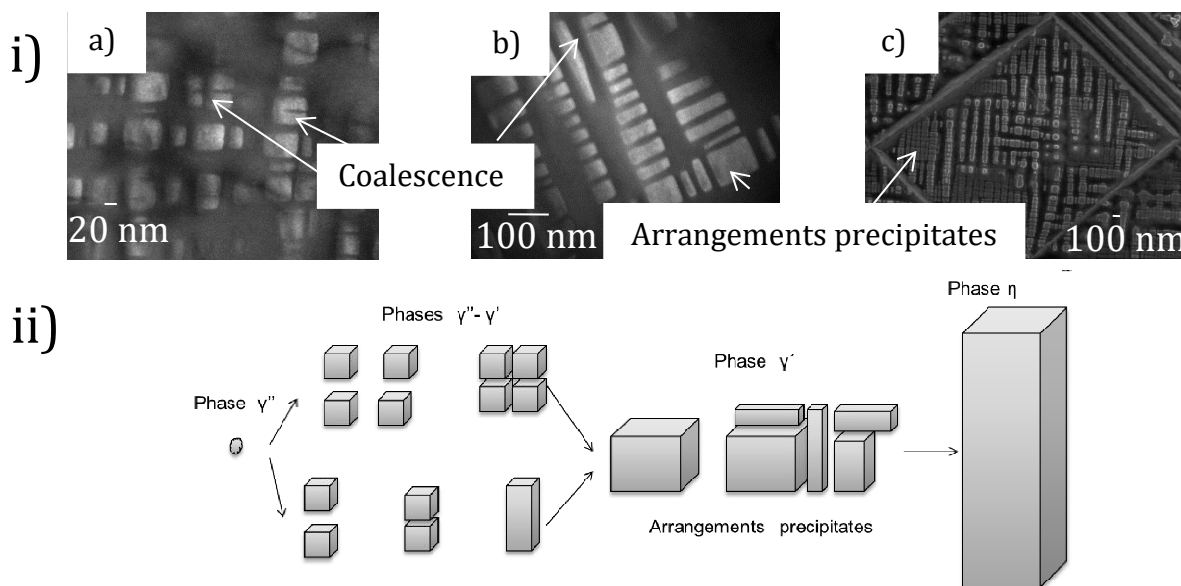 i)
a)
b)
c)
Coalescence
20 nm
100 nm
Arrangements precipitates
100 nm
ii)
Phase η
Phases γ"- γ'
Phase γ´
Phase γ"
Arrangements precipitates